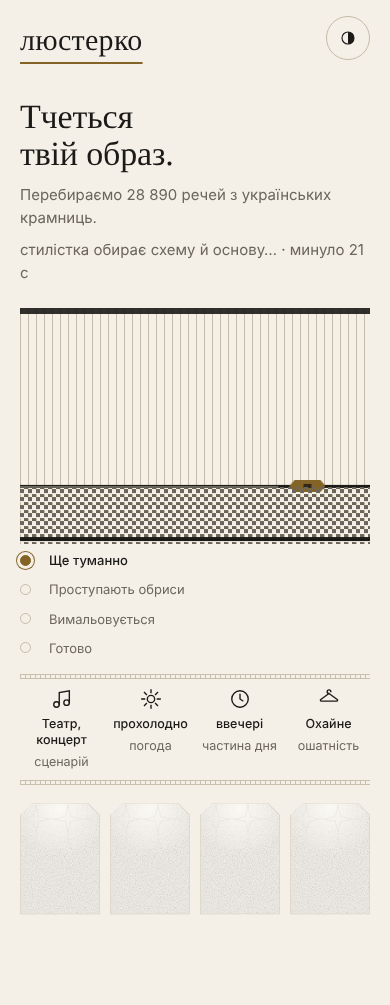 люстерко
Тчеться
твій образ.
Перебираємо 28 890 речей з українських
крамниць.
стилістка обирає схему й основу... · минуло 21
с
Ще туманно
Проступають обриси
Вимальовується
Готово
Театр, концерт
сценарій
прохолодно
погода
ввечері
частина дня
Охайне
ошатність